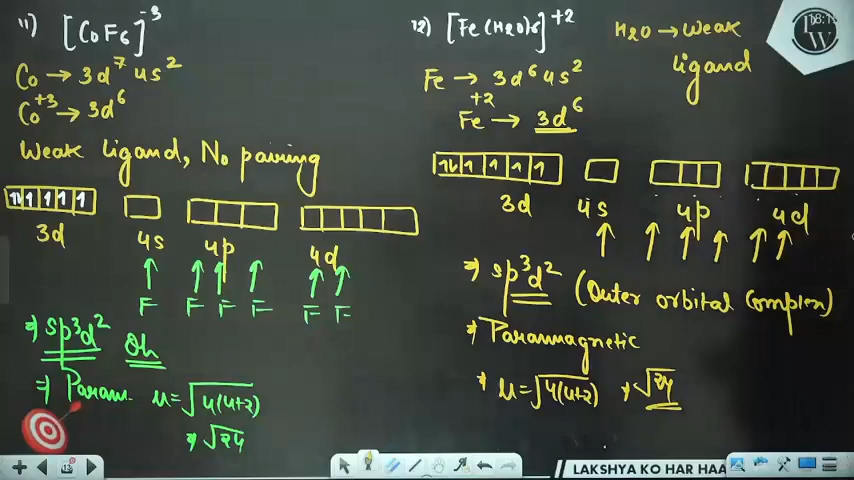 11) [CoF6]⁻³
Co → 3d⁷ 4s²
Co⁺³ → 3d⁶
Weak ligand, No pairing
3d 4s 4p 4d
F F F F F F
⇒ sp³d² Oh
⇒ Param. μ = √4(4+2)
⇒ √24
12) [Fe(H2O)6]⁺²
H2O → Weak
ligand
Fe → 3d⁶ 4s²
Fe⁺² → 3d⁶
3d 4s 4p 4d
⇒ sp³d² (Outer orbital complex)
⇒ Paramagnetic
⇒ μ = √4(4+2) ⇒ √24
LAKSHYA KO HAR HAA